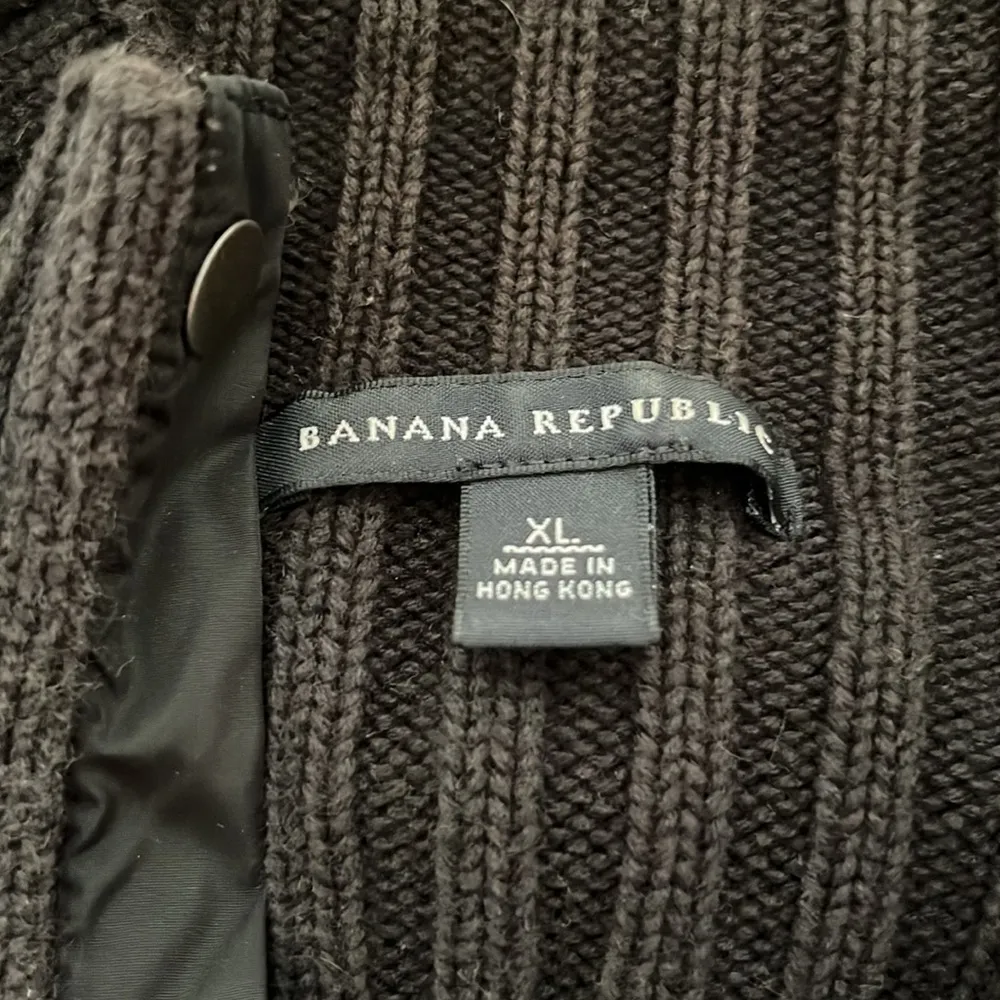 BANANA REPUBLIC
XL
MADE IN
HONG KONG